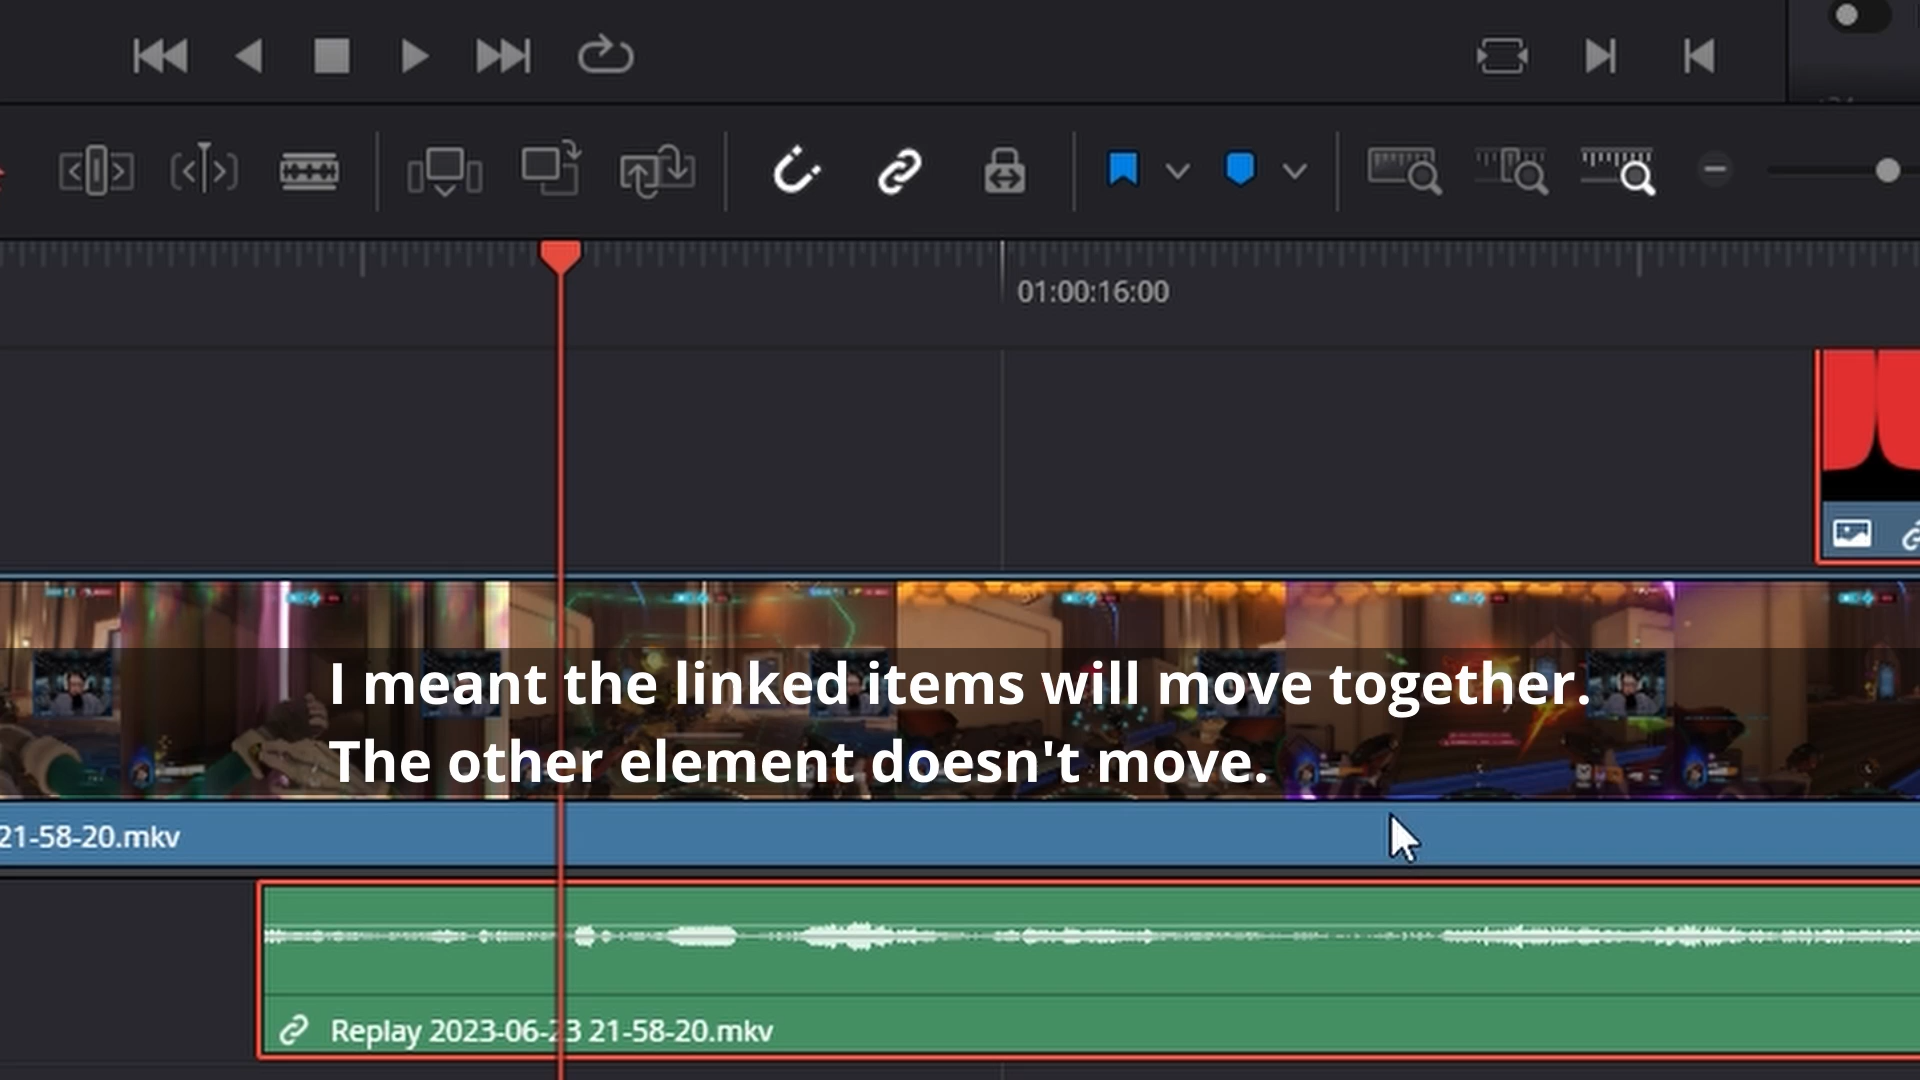 01:00:16:00
I meant the linked items will move together.
The other element doesn't move.
21-58-20.mkv
Replay 2023-06-23 21-58-20.mkv